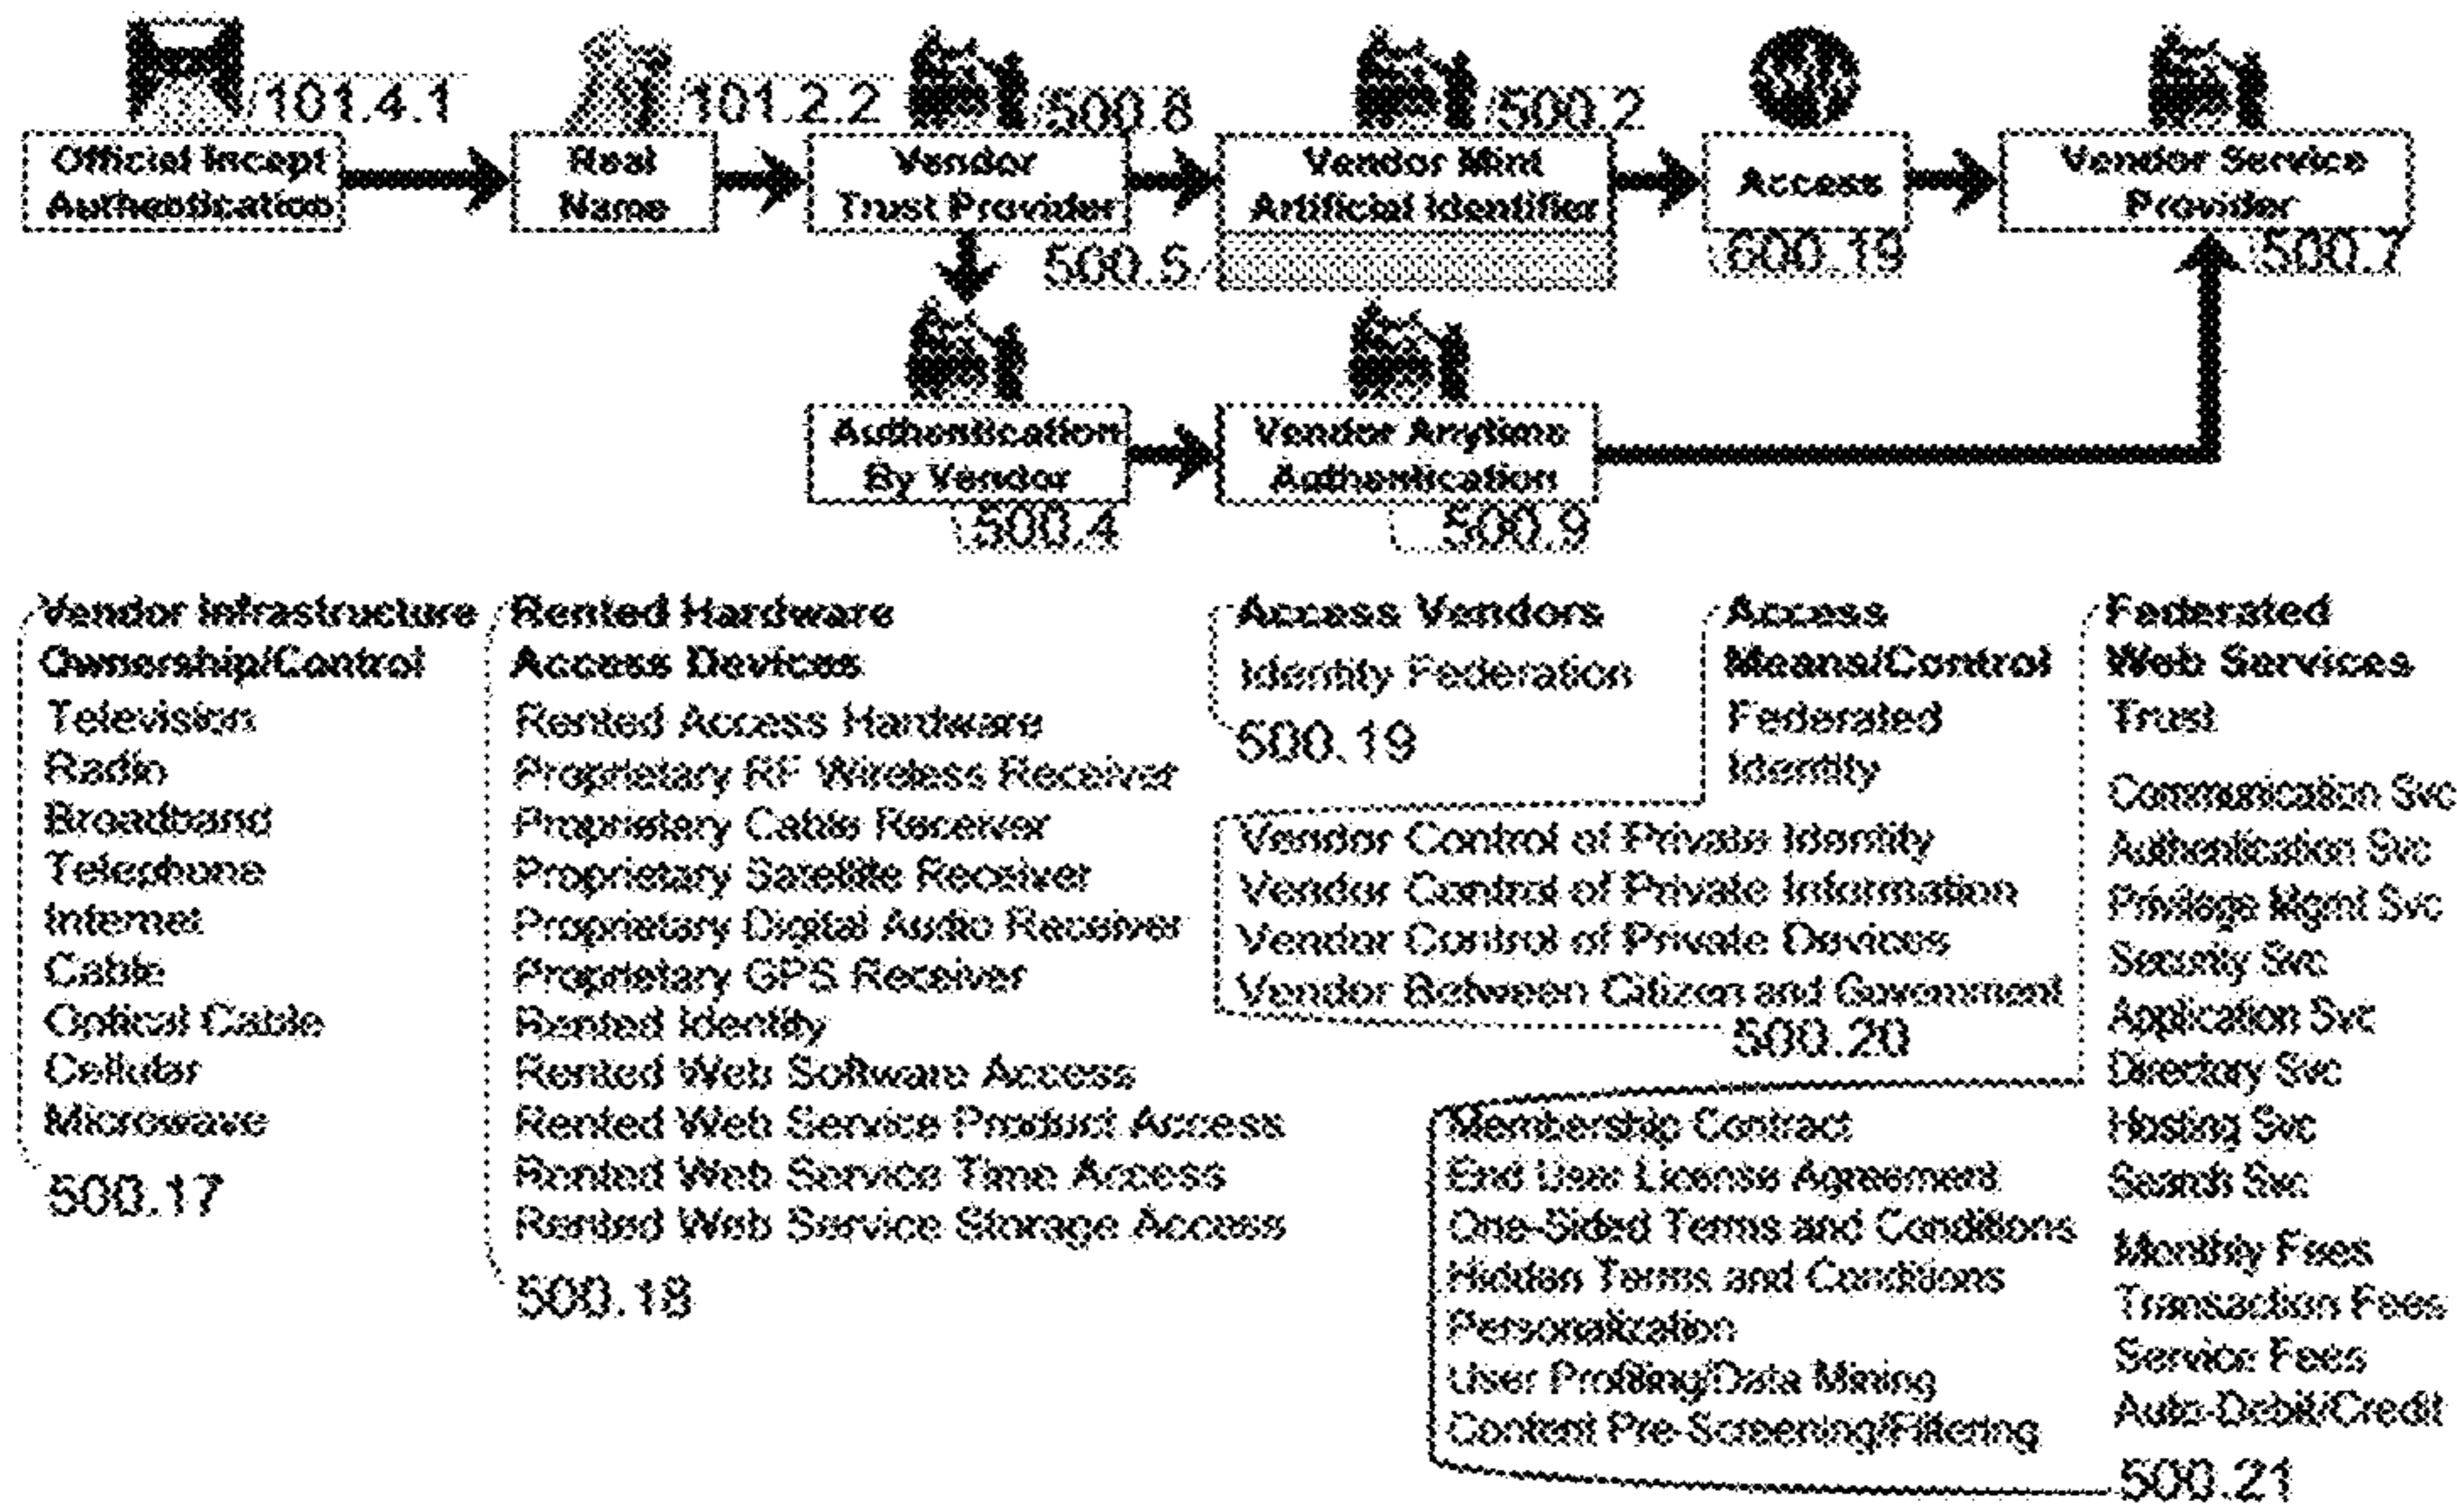 101.4.1
101.2.2
500.8
500.2
Official Incept
Authentication
Real
Name
Vendor
Trust Provider
Vendor Mint
Artificial Identifier
Access
Vendor Service
Provider
500.5
600.19
500.7
Authentication
By Vendor
Vendor Anytime
Authentication
500.4
500.9
Vendor Infrastructure
Ownership/Control
Television
Radio
Broadband
Telephone
Internet
Cable
Optical Cable
Cellular
Microwave
500.17
Rented Hardware
Access Devices
Rented Access Hardware
Proprietary RF Wireless Receiver
Proprietary Cable Receiver
Proprietary Satellite Receiver
Proprietary Digital Audio Receiver
Proprietary GPS Receiver
Rented Identity
Rented Web Software Access
Rented Web Service Product Access
Rented Web Service Time Access
Rented Web Service Storage Access
500.18
Access Vendors
Identity Federation
500.19
Access
Means/Control
Federated
Identity
Vendor Control of Private Identity
Vendor Control of Private Information
Vendor Control of Private Devices
Vendor Between Citizen and Government
500.20
Federated
Web Services
Trust
Communication Svc
Authentication Svc
Privilege Mgmt Svc
Security Svc
Application Svc
Directory Svc
Hosting Svc
Search Svc
Monthly Fees
Transaction Fees
Service Fees
Auto-Debit/Credit
Membership Contract
End User License Agreement
One-Sided Terms and Conditions
Hidden Terms and Conditions
Personalization
User Profiling/Data Mining
Content Pre-Screening/Filtering
500.21